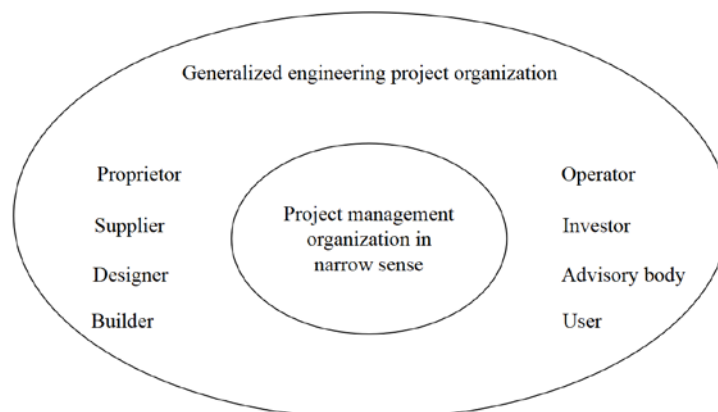 Generalized engineering project organization
Proprietor
Supplier
Designer
Builder
Project management
organization in
narrow sense
Operator
Investor
Advisory body
User